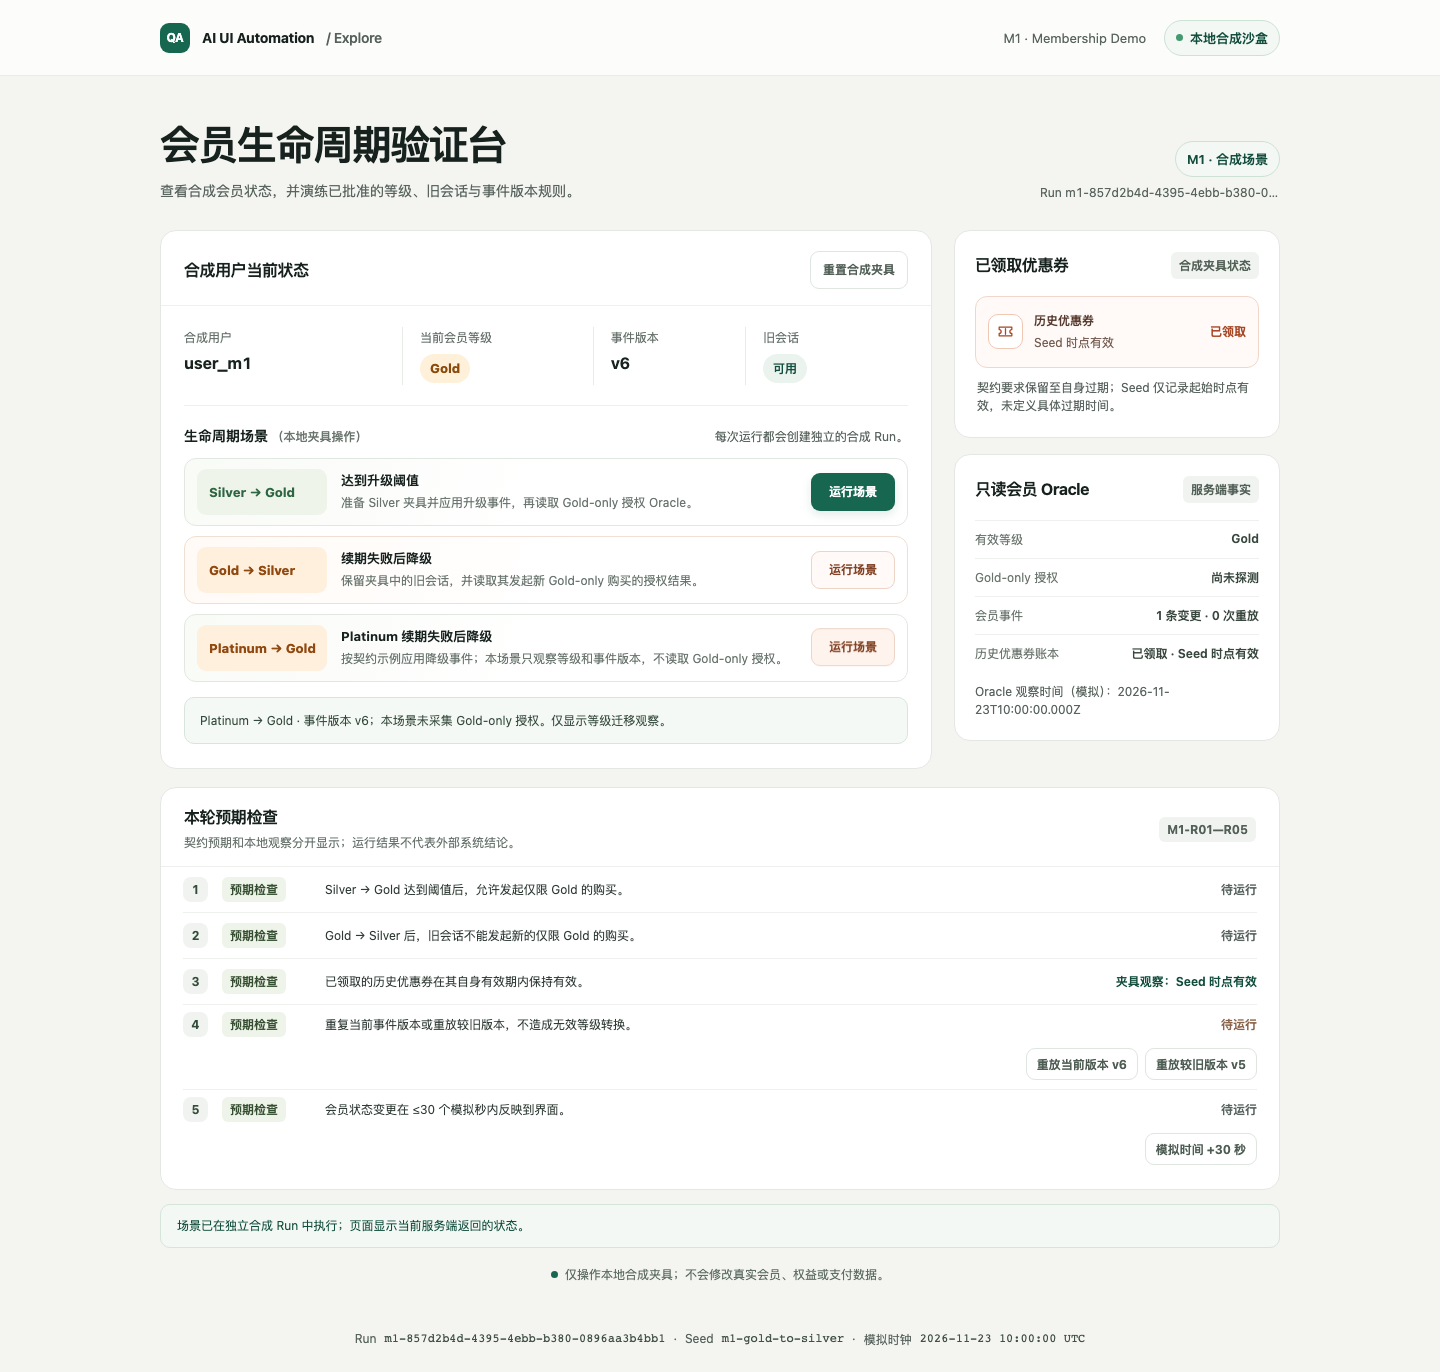 QA AI UI Automation / Explore
M1 · Membership Demo
本地合成沙盒
会员生命周期验证台
查看合成会员状态，并演练已批准的等级、旧会话与事件版本规则。
M1 · 合成场景
Run m1-857d2b4d-4395-4ebb-b380-0...
合成用户当前状态
重置合成夹具
合成用户
user_m1
当前会员等级
Gold
事件版本
v6
旧会话
可用
生命周期场景 （本地夹具操作）
每次运行都会创建独立的合成 Run。
Silver → Gold
达到升级阈值
准备 Silver 夹具并应用升级事件，再读取 Gold-only 授权 Oracle。
运行场景
Gold → Silver
续期失败后降级
保留夹具中的旧会话，并读取其发起新 Gold-only 购买的授权结果。
运行场景
Platinum → Gold
Platinum 续期失败后降级
按契约示例应用降级事件；本场景只观察等级和事件版本，不读取 Gold-only 授权。
运行场景
Platinum → Gold · 事件版本 v6；本场景未采集 Gold-only 授权。仅显示等级迁移观察。
已领取优惠券
合成夹具状态
历史优惠券
Seed 时点有效
已领取
契约要求保留至自身过期；Seed 仅记录起始时点有
效，未定义具体过期时间。
只读会员 Oracle
服务端事实
有效等级
Gold
Gold-only 授权
尚未探测
会员事件
1 条变更 · 0 次重放
历史优惠券账本
已领取 · Seed 时点有效
Oracle 观察时间（模拟）：2026-11-
23T10:00:00.000Z
本轮预期检查
契约预期和本地观察分开显示；运行结果不代表外部系统结论。
M1-R01—R05
1 预期检查 Silver → Gold 达到阈值后，允许发起仅限 Gold 的购买。 待运行
2 预期检查 Gold → Silver 后，旧会话不能发起新的仅限 Gold 的购买。 待运行
3 预期检查 已领取的历史优惠券在其自身有效期内保持有效。 夹具观察：Seed 时点有效
4 预期检查 重复当前事件版本或重放较旧版本，不造成无效等级转换。 待运行
重放当前版本 v6 重放较旧版本 v5
5 预期检查 会员状态变更在 ≤30 个模拟秒内反映到界面。 待运行
模拟时间 +30 秒
场景已在独立合成 Run 中执行；页面显示当前服务端返回的状态。
仅操作本地合成夹具；不会修改真实会员、权益或支付数据。
Run m1-857d2b4d-4395-4ebb-b380-0896aa3b4bb1 · Seed m1-gold-to-silver · 模拟时钟 2026-11-23 10:00:00 UTC